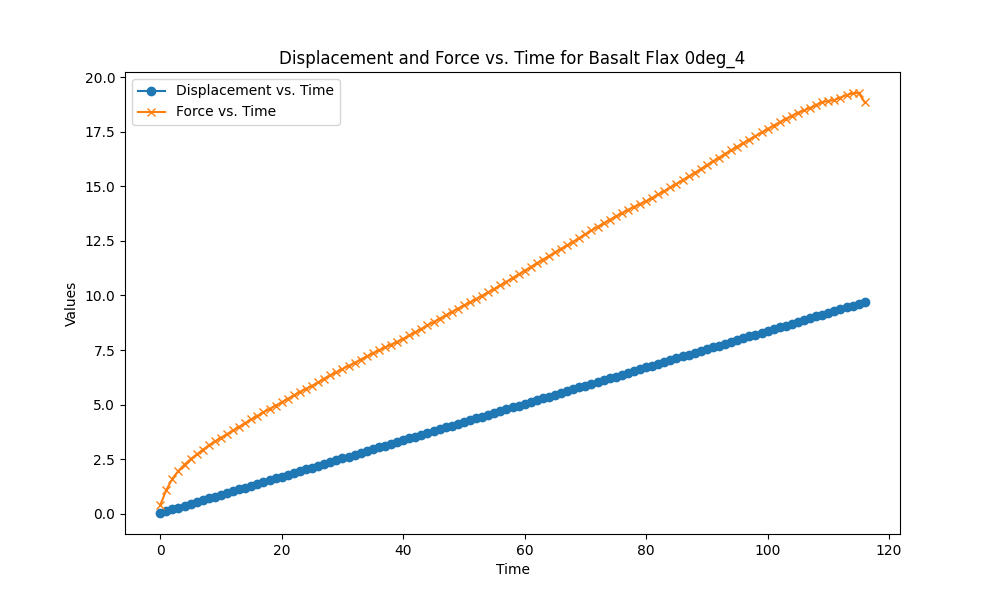 Displacement and Force vs. Time for Basalt Flax 0deg_4
Displacement vs. Time
Force vs. Time
20.0
17.5
15.0
12.5
10.0
7.5
5.0
2.5
0.0
Values
0 20 40 60 80 100 120
Time